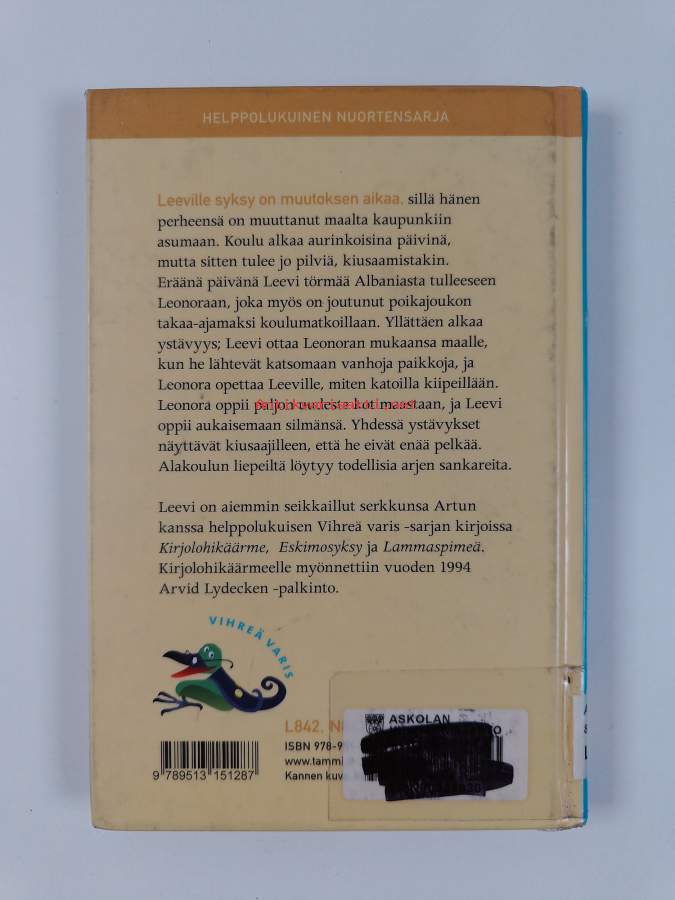 HELPPOLUKUINEN NUORTENSARJA
Leeville syksy on muutoksen aikaa, sillä hänen
perheensä on muuttanut maalta kaupunkiin
asumaan. Koulu alkaa aurinkoisina päivinä,
mutta sitten tulee jo pilviä, kiusaamistakin.
Eräänä päivänä Leevi törmää Albaniasta tulleeseen
Leonoraan, joka myös on joutunut poikajoukon
takaa-ajamaksi koulumatkoillaan. Yllättäen alkaa
ystävyys; Leevi ottaa Leonoran mukaansa maalle,
kun he lähtevät katsomaan vanhoja paikkoja, ja
Leonora opettaa Leeville, miten katoilla kiipeillään.
Leonora oppii paljon uudesta kotimaastaan, ja Leevi
oppii aukaisemaan silmänsä. Yhdessä ystävykset
näyttävät kiusaajilleen, että he eivät enää pelkää.
Alakoulun liepeiltä löytyy todellisia arjen sankareita.
Leevi on aiemmin seikkaillut serkkunsa Artun
kanssa helppolukuisen Vihreä varis -sarjan kirjoissa
Kirjolohikäärme, Eskimosyksy ja Lammaspimeä.
Kirjolohikäärmeelle myönnettiin vuoden 1994
Arvid Lydecken -palkinto.
VIHREÄ VARIS
L842,
ISBN 978-9
www.tammi
Kannen kuv
9 789513 151287
ASKOLAN